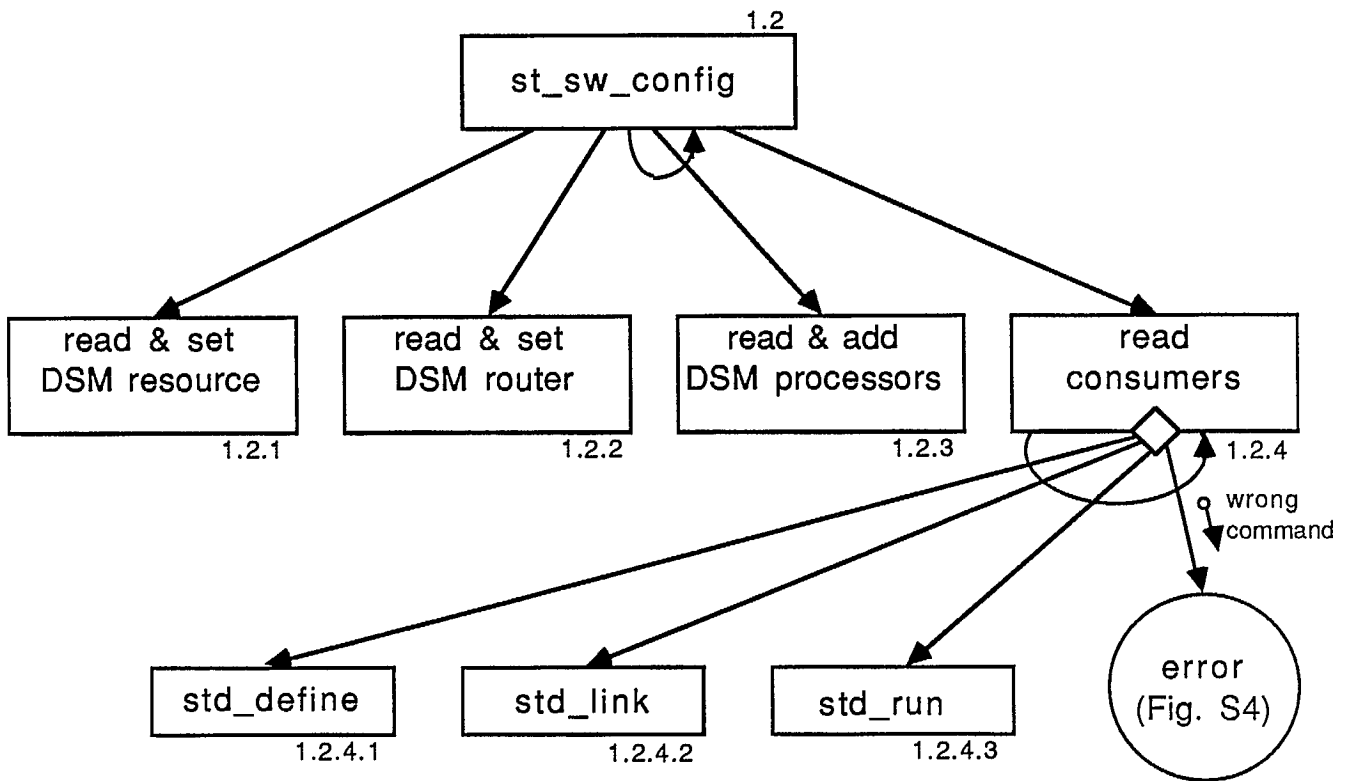 1.2
st_sw_config
read & set
DSM resource
1.2.1
read & set
DSM router
1.2.2
read & add
DSM processors
1.2.3
read
consumers
1.2.4
wrong
command
std_define
1.2.4.1
std_link
1.2.4.2
std_run
1.2.4.3
error
(Fig. S4)